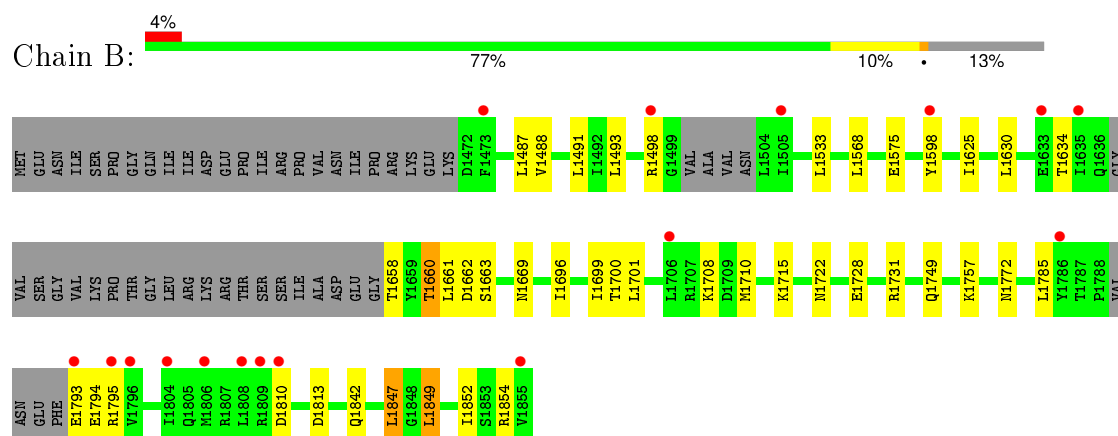 4%
Chain B:
77% 10% • 13%
MET GLU ASN ILE SER PRO GLY GLN ILE ILE ASP GLU PRO ILE ARG PRO VAL ASN ILE PRO ARG LYS GLU LYS D1472 F1473 L1487 V1488 L1491 I1492 L1493 R1498 G1499 VAL ALA VAL ASN L1504 I1505 L1533 L1568 E1575 Y1598 I1625 L1630 E1633 T1634 I1635 Q1636 GLY
VAL SER GLY VAL LYS PRO THR GLY LEU ARG LYS ARG THR SER SER ILE ALA ASP GLU GLY T1658 Y1659 T1660 L1661 D1662 S1663 N1669 I1696 I1699 T1700 L1701 L1706 R1707 K1708 D1709 M1710 K1715 N1722 E1728 R1731 Q1749 K1757 N1772 L1785 Y1786 T1787 P1788 VAL
ASN GLU PHE E1793 E1794 R1795 V1796 I1804 Q1805 M1806 R1807 L1808 R1809 D1810 D1813 Q1842 L1847 G1848 L1849 I1852 S1853 R1854 V1855